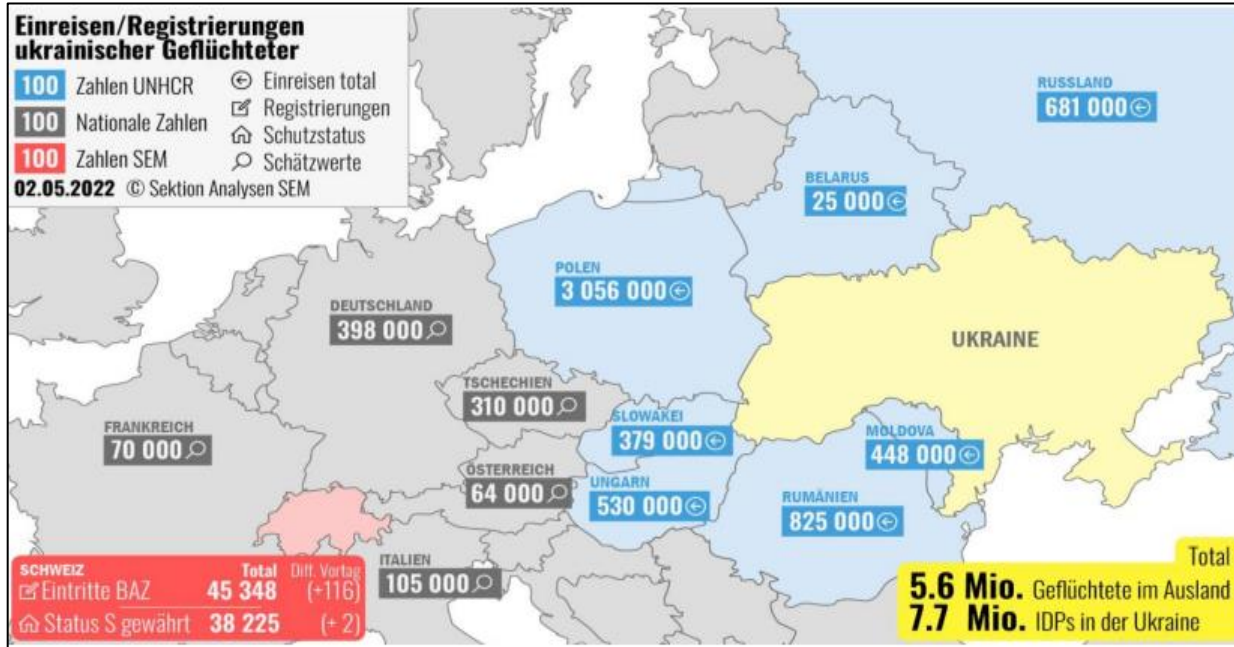 Einreisen/Registrierungen
ukrainischer Geflüchteter
100 Zahlen UNHCR
100 Nationale Zahlen
100 Zahlen SEM
Einreisen total
Registrierungen
Schutzstatus
Schätzwerte
02.05.2022 © Sektion Analysen SEM
RUSSLAND
681 000
BELARUS
25 000
POLEN
3 056 000
DEUTSCHLAND
398 000
UKRAINE
TSCHECHIEN
310 000
SLOWAKEI
379 000
FRANKREICH
70 000
MOLDOVA
448 000
ÖSTERREICH
64 000
UNGARN
530 000
RUMÄNIEN
825 000
ITALIEN
105 000
SCHWEIZ Total Diff. Vortag
Eintritte BAZ 45 348 (+116)
Status S gewährt 38 225 (+ 2)
Total
5.6 Mio. Geflüchtete im Ausland
7.7 Mio. IDPs in der Ukraine